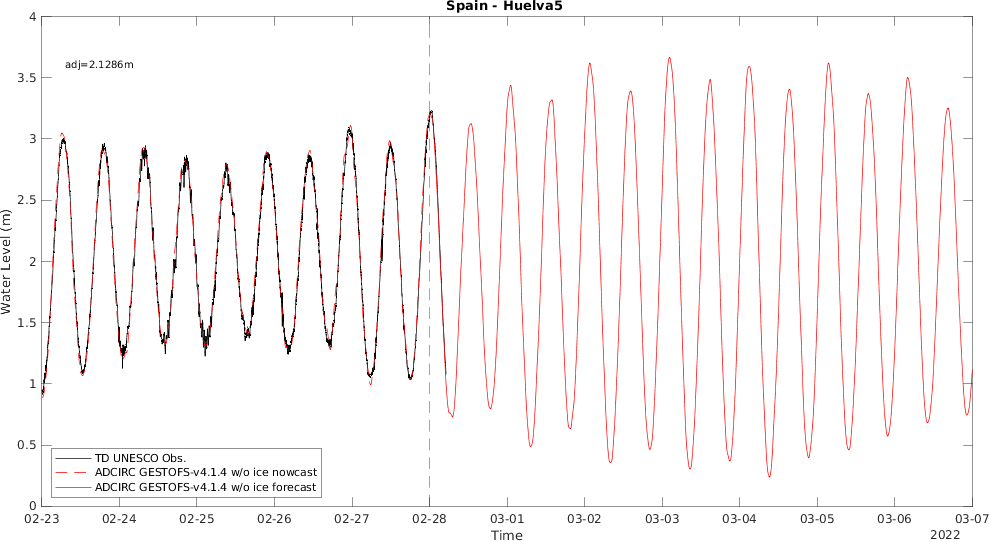 Spain - Huelva5
adj=2.1286m
4
3.5
3
2.5
2
1.5
1
0.5
0
Water Level (m)
TD UNESCO Obs.
ADCIRC GESTOFS-v4.1.4 w/o ice nowcast
ADCIRC GESTOFS-v4.1.4 w/o ice forecast
02-23 02-24 02-25 02-26 02-27 02-28 03-01 03-02 03-03 03-04 03-05 03-06 03-07
Time
2022